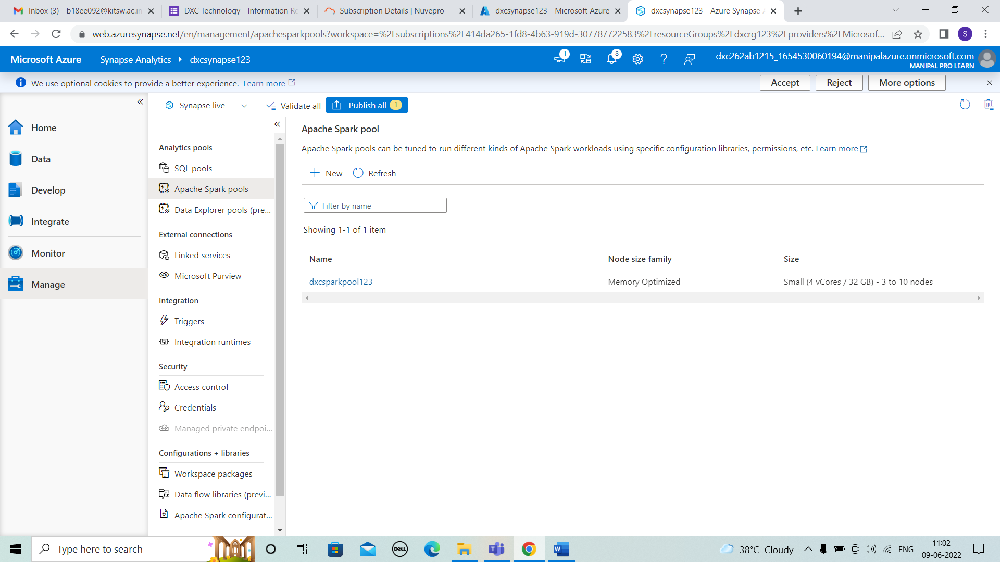 Inbox (3) - b18ee092@kitsw.ac.in
DXC Technology - Information Re
Subscription Details | Nuvepro
dxcsynapse123 - Microsoft Azure
dxcsynapse123 - Azure Synapse A
web.azuresynapse.net/en/management/apachesparkpools?workspace=%2Fsubscriptions%2F414da265-1fd8-4b63-919d-307787722583%2FresourceGroups%2Fdxcrg123%2Fproviders%2FMicrosof...
S
Microsoft Azure
Synapse Analytics
dxcsynapse123
1
8
dxc262ab1215_1654530060194@manipalazure.onmicrosoft.com
MANIPAL PRO LEARN
We use optional cookies to provide a better experience. Learn more
Accept
Reject
More options
Home
Data
Develop
Integrate
Monitor
Manage
Synapse live
Validate all
Publish all 1
Analytics pools
SQL pools
Apache Spark pools
Data Explorer pools (pre...
External connections
Linked services
Microsoft Purview
Integration
Triggers
Integration runtimes
Security
Access control
Credentials
Managed private endpoi...
Configurations + libraries
Workspace packages
Data flow libraries (previ...
Apache Spark configurat...
Apache Spark pool
Apache Spark pools can be tuned to run different kinds of Apache Spark workloads using specific configuration libraries, permissions, etc. Learn more
New
Refresh
Filter by name
Showing 1-1 of 1 item
Name Node size family Size
dxcsparkpool123 Memory Optimized Small (4 vCores / 32 GB) - 3 to 10 nodes
Type here to search
DELL
W
38°C Cloudy
ENG
11:02
09-06-2022